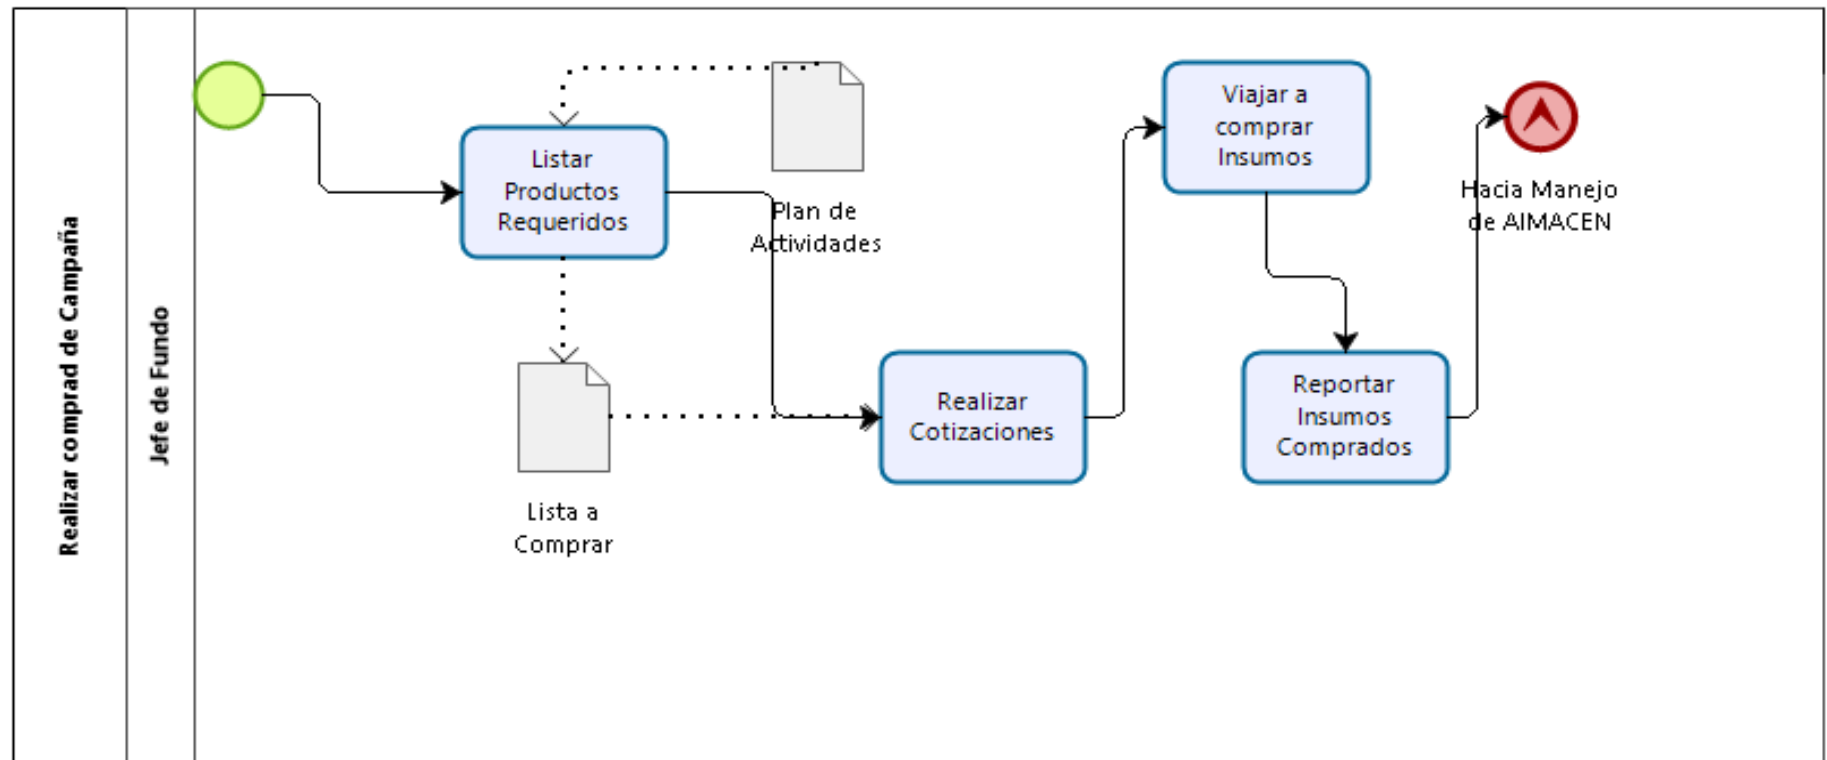 Realizar comprad de Campaña
Jefe de Fundo
Listar
Productos
Requeridos
Plan de
Actividades
Lista a
Comprar
Realizar
Cotizaciones
Viajar a
comprar
Insumos
Reportar
Insumos
Comprados
Hacia Manejo
de AlMACEN